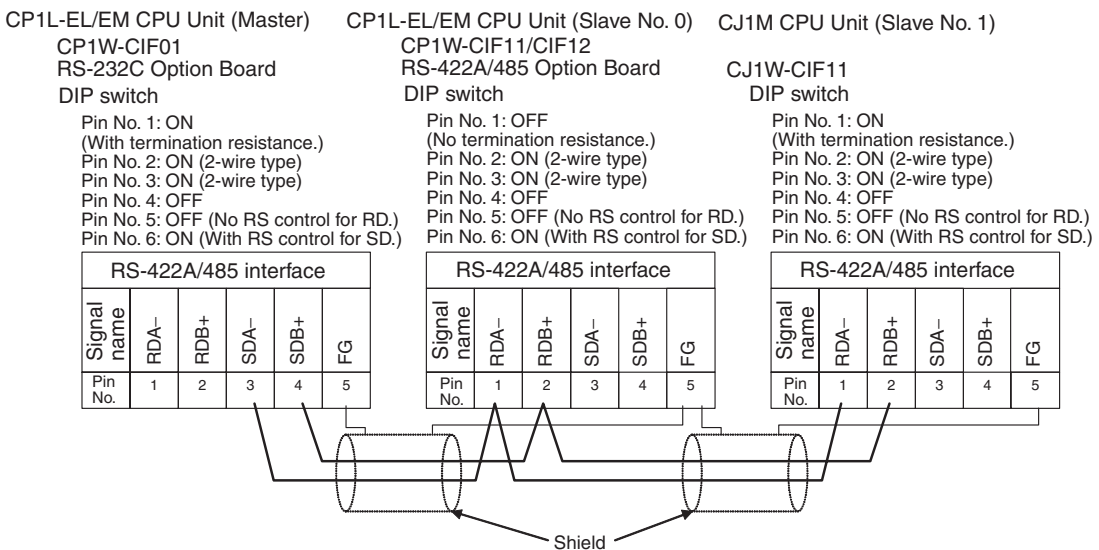 CP1L-EL/EM CPU Unit (Master)
CP1W-CIF01
RS-232C Option Board
DIP switch
Pin No. 1: ON
(With termination resistance.)
Pin No. 2: ON (2-wire type)
Pin No. 3: ON (2-wire type)
Pin No. 4: OFF
Pin No. 5: OFF (No RS control for RD.)
Pin No. 6: ON (With RS control for SD.)
RS-422A/485 interface
Signal name RDA− RDB+ SDA− SDB+ FG
Pin No. 1 2 3 4 5
CP1L-EL/EM CPU Unit (Slave No. 0)
CP1W-CIF11/CIF12
RS-422A/485 Option Board
DIP switch
Pin No. 1: OFF
(No termination resistance.)
Pin No. 2: ON (2-wire type)
Pin No. 3: ON (2-wire type)
Pin No. 4: OFF
Pin No. 5: OFF (No RS control for RD.)
Pin No. 6: ON (With RS control for SD.)
RS-422A/485 interface
Signal name RDA− RDB+ SDA− SDB+ FG
Pin No. 1 2 3 4 5
CJ1M CPU Unit (Slave No. 1)
CJ1W-CIF11
DIP switch
Pin No. 1: ON
(With termination resistance.)
Pin No. 2: ON (2-wire type)
Pin No. 3: ON (2-wire type)
Pin No. 4: OFF
Pin No. 5: OFF (No RS control for RD.)
Pin No. 6: ON (With RS control for SD.)
RS-422A/485 interface
Signal name RDA− RDB+ SDA− SDB+ FG
Pin No. 1 2 3 4 5
Shield